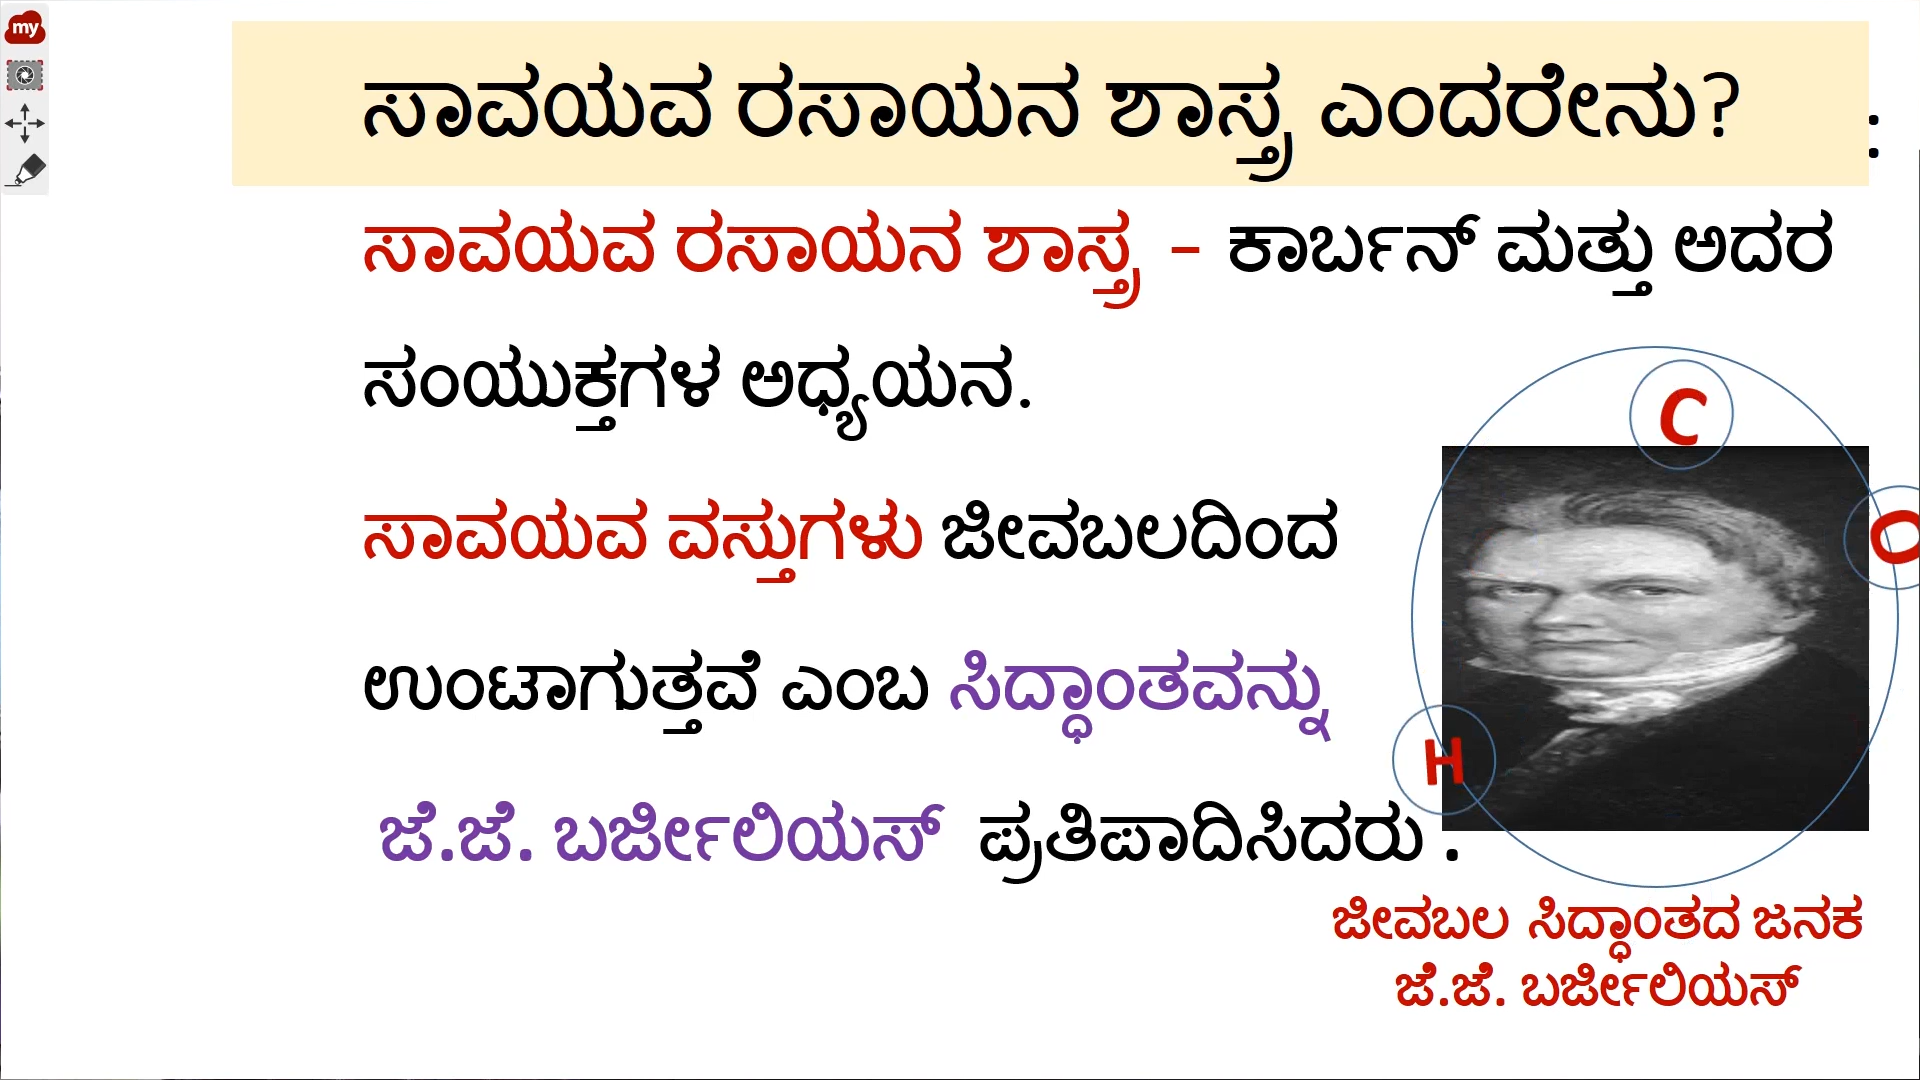 my
ಸಾವಯವ ರಸಾಯನ ಶಾಸ್ತ್ರ ಎಂದರೇನು? :
ಸಾವಯವ ರಸಾಯನ ಶಾಸ್ತ್ರ – ಕಾರ್ಬನ್ ಮತ್ತು ಅದರ
ಸಂಯುಕ್ತಗಳ ಅಧ್ಯಯನ.
ಸಾವಯವ ವಸ್ತುಗಳು ಜೀವಬಲದಿಂದ
ಉಂಟಾಗುತ್ತವೆ ಎಂಬ ಸಿದ್ಧಾಂತವನ್ನು
ಜೆ.ಜೆ. ಬರ್ಜೀಲಿಯಸ್ ಪ್ರತಿಪಾದಿಸಿದರು .
C
O
H
ಜೀವಬಲ ಸಿದ್ಧಾಂತದ ಜನಕ
ಜೆ.ಜೆ. ಬರ್ಜೀಲಿಯಸ್